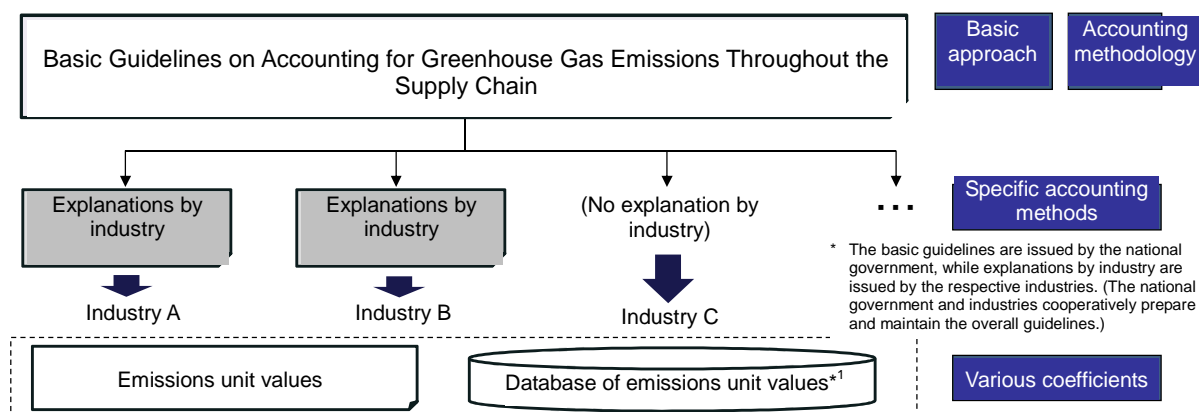 Basic Guidelines on Accounting for Greenhouse Gas Emissions Throughout the
Supply Chain
Basic
approach
Accounting
methodology
Explanations by
industry
Explanations by
industry
(No explanation by
industry)
...
Specific accounting
methods
* The basic guidelines are issued by the national
government, while explanations by industry are
issued by the respective industries. (The national
government and industries cooperatively prepare
and maintain the overall guidelines.)
Industry A
Industry B
Industry C
Emissions unit values
Database of emissions unit values*1
Various coefficients